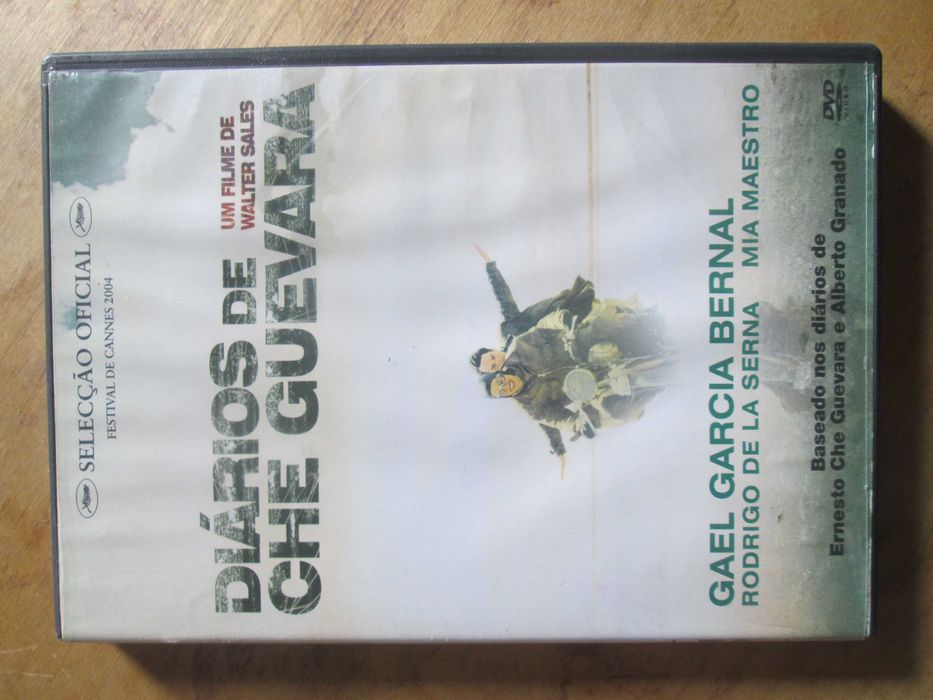 SELECÇÃO OFICIAL
FESTIVAL DE CANNES 2004
UM FILME DE
WALTER SALES
DIÁRIOS DE
CHE GUEVARA
GAEL GARCIA BERNAL
RODRIGO DE LA SERNA MIA MAESTRO
Baseado nos diários de
Ernesto Che Guevara e Alberto Granado
DVD
VIDEO